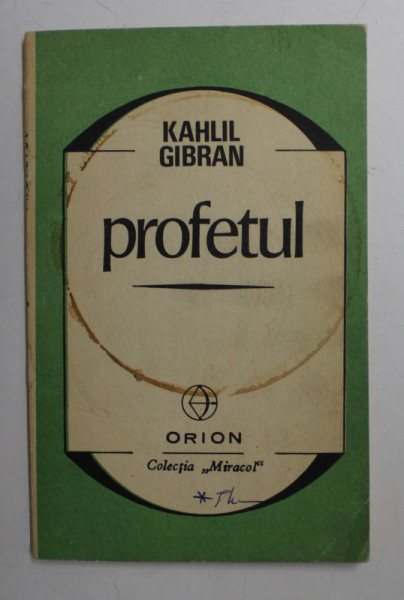 KAHLIL
GIBRAN
profetul
ORION
Colecția „Miracol“